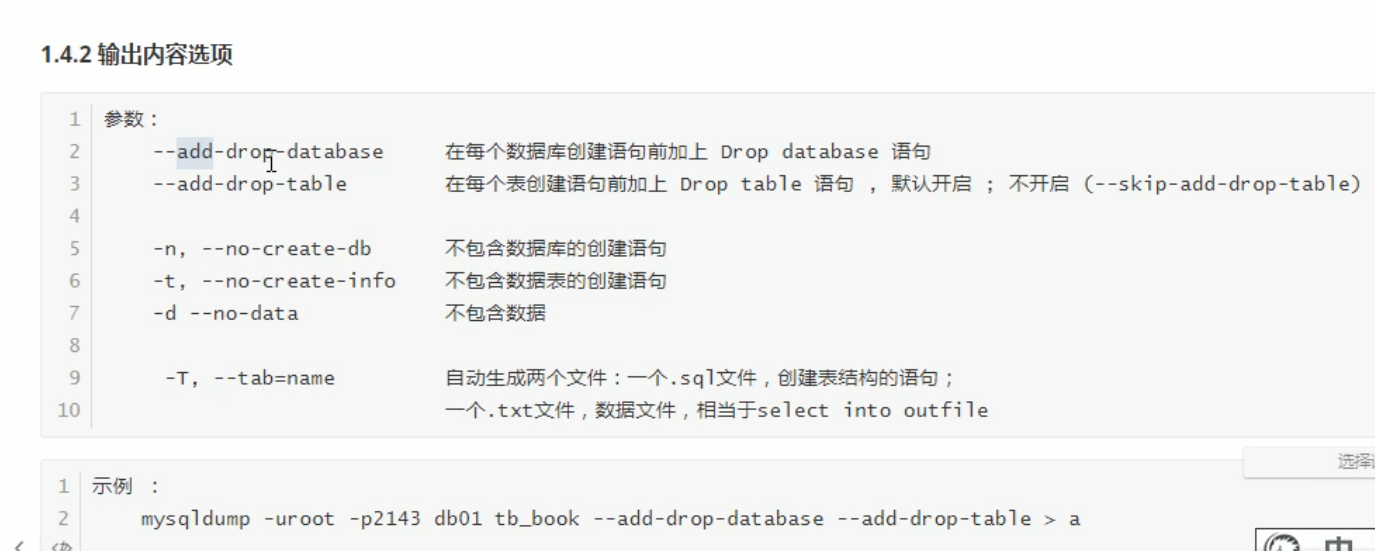 1.4.2 输出内容选项
1 参数：
2 --add-drop-database 在每个数据库创建语句前加上 Drop database 语句
3 --add-drop-table 在每个表创建语句前加上 Drop table 语句 , 默认开启 ; 不开启 (--skip-add-drop-table)
4
5 -n, --no-create-db 不包含数据库的创建语句
6 -t, --no-create-info 不包含数据表的创建语句
7 -d --no-data 不包含数据
8
9 -T, --tab=name 自动生成两个文件：一个.sql文件，创建表结构的语句；
10 一个.txt文件，数据文件，相当于select into outfile
选择
1 示例 ：
2 mysqldump -uroot -p2143 db01 tb_book --add-drop-database --add-drop-table > a
中